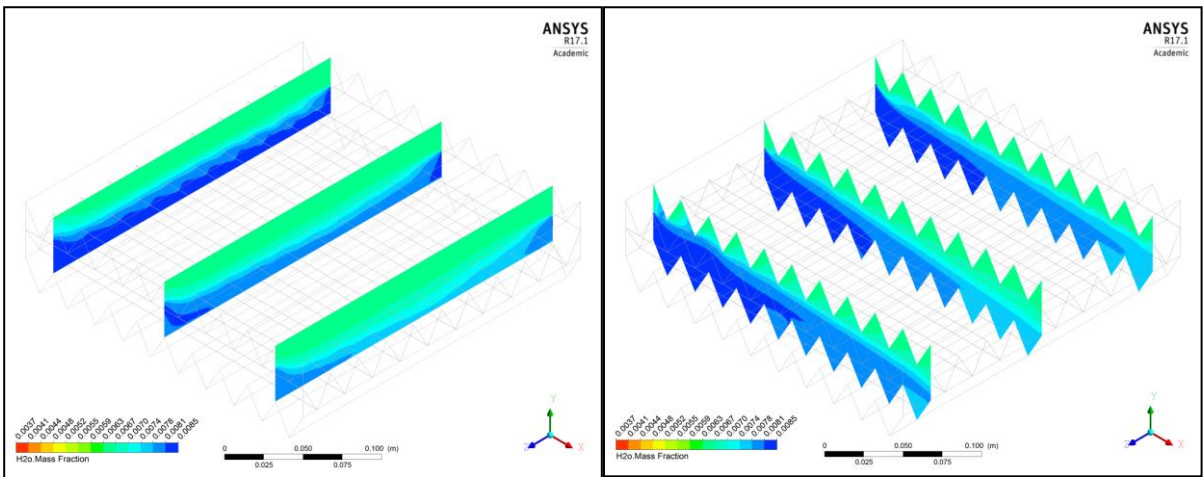 ANSYS
R17.1
Academic
0.0037
0.0041
0.0044
0.0048
0.0052
0.0055
0.0059
0.0063
0.0067
0.0070
0.0074
0.0078
0.0081
0.0085
H2o.Mass Fraction
0 0.050 0.100 (m)
0.025 0.075
Y
Z X
ANSYS
R17.1
Academic
0.0037
0.0041
0.0044
0.0048
0.0052
0.0055
0.0059
0.0063
0.0067
0.0070
0.0074
0.0078
0.0081
0.0085
H2o.Mass Fraction
0 0.050 0.100 (m)
0.025 0.075
Y
Z X